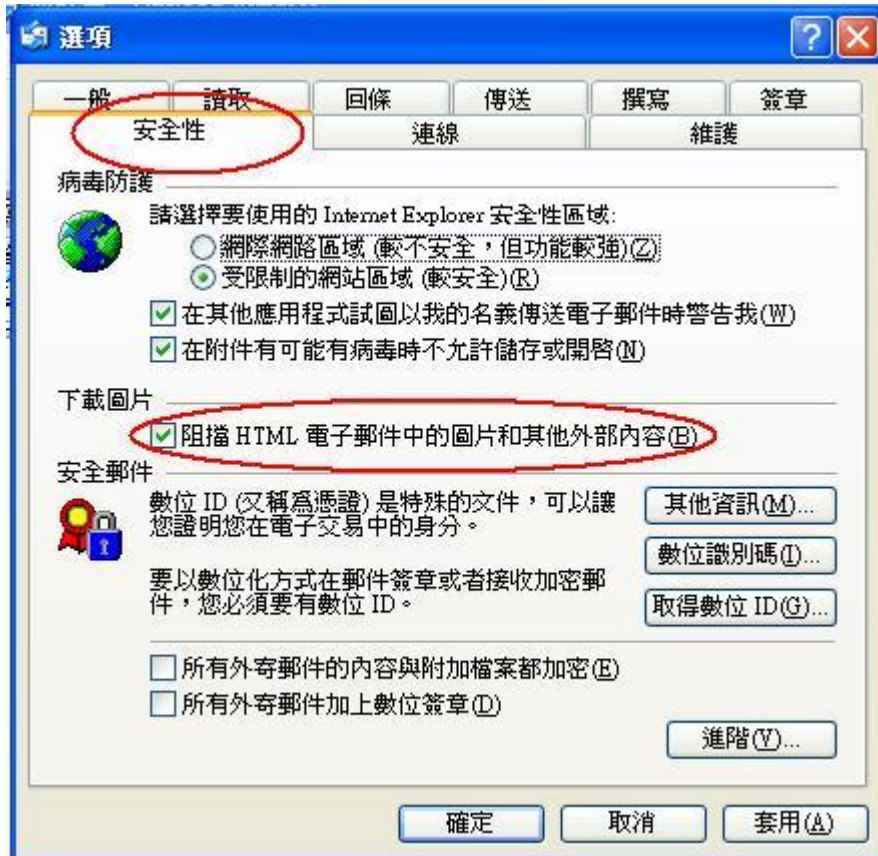 選項
一般 讀取 回條 傳送 撰寫 簽章
安全性 連線 維護
病毒防護
請選擇要使用的 Internet Explorer 安全性區域:
網際網路區域 (較不安全，但功能較強)(Z)
受限制的網站區域 (較安全)(R)
在其他應用程式試圖以我的名義傳送電子郵件時警告我(W)
在附件有可能有病毒時不允許儲存或開啓(N)
下載圖片
阻擋 HTML 電子郵件中的圖片和其他外部內容(B)
安全郵件
數位 ID (又稱爲憑證) 是特殊的文件，可以讓
您證明您在電子交易中的身分。
其他資訊(M)...
數位識別碼(I)...
要以數位化方式在郵件簽章或者接收加密郵
件，您必須要有數位 ID。
取得數位 ID(G)...
所有外寄郵件的內容與附加檔案都加密(E)
所有外寄郵件加上數位簽章(D)
進階(V)...
確定 取消 套用(A)